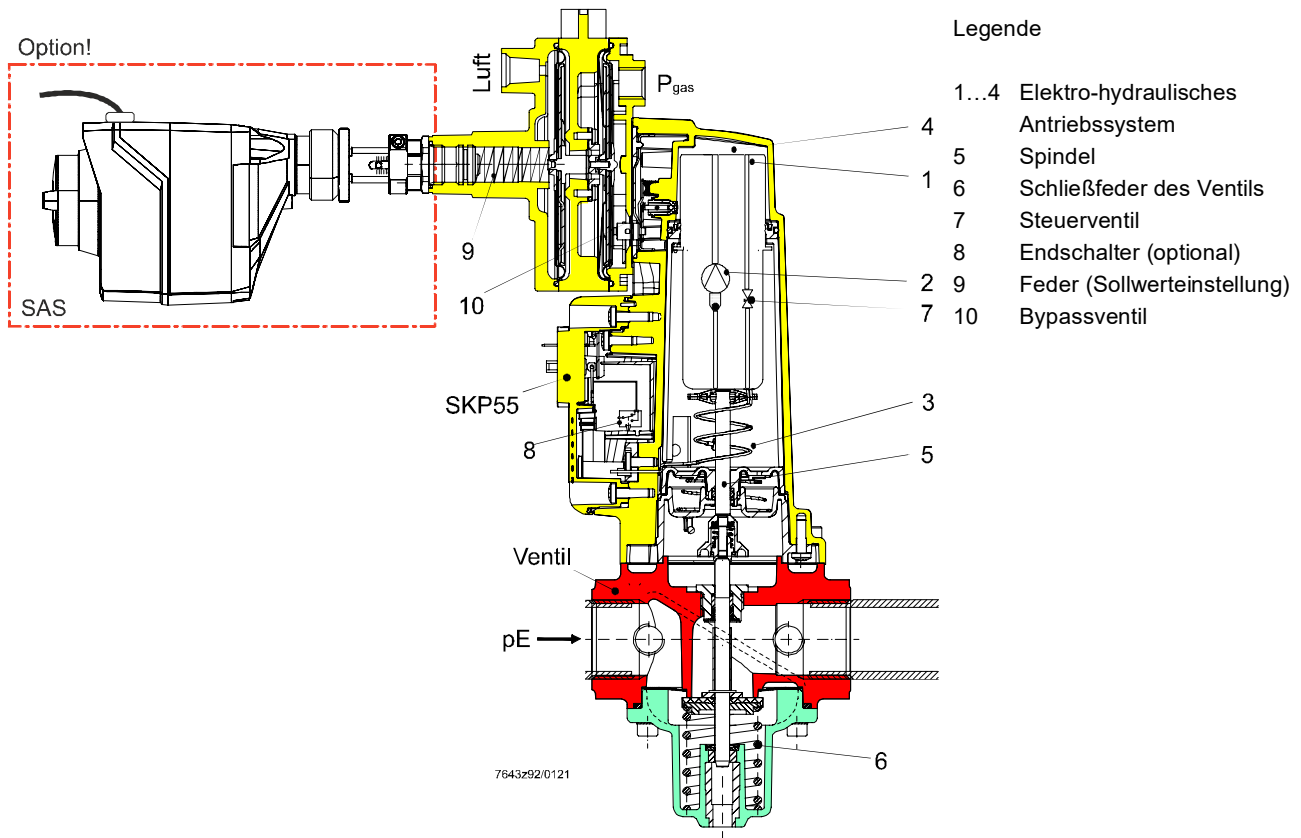 Option!
SAS
Luft
Pgas
9
10
SKP55
8
4
1
2
7
3
5
Ventil
pE
6
7643z92/0121
Legende
1…4 Elektro-hydraulisches
Antriebssystem
5 Spindel
6 Schließfeder des Ventils
7 Steuerventil
8 Endschalter (optional)
9 Feder (Sollwerteinstellung)
10 Bypassventil